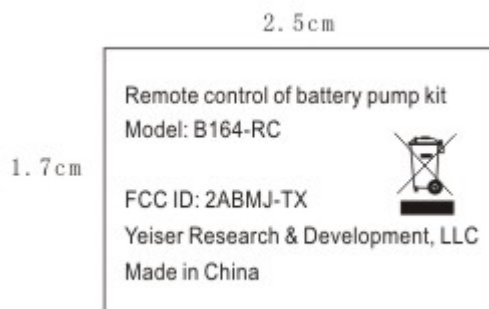 2.5cm
Remote control of battery pump kit
Model: B164-RC
1.7cm
FCC ID: 2ABMJ-TX
Yeiser Research & Development, LLC
Made in China